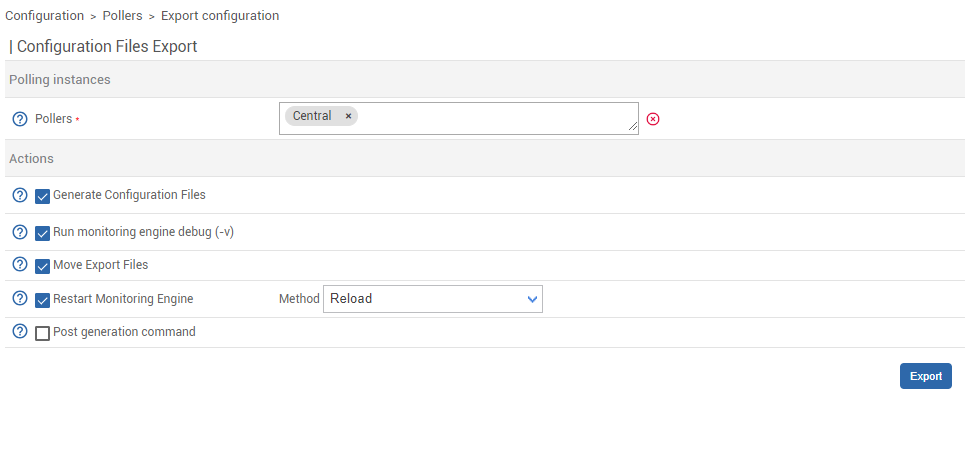 Configuration > Pollers > Export configuration
| Configuration Files Export
Polling instances
? Pollers * Central ×
Actions
? Generate Configuration Files
? Run monitoring engine debug (-v)
? Move Export Files
? Restart Monitoring Engine Method Reload
? Post generation command
Export